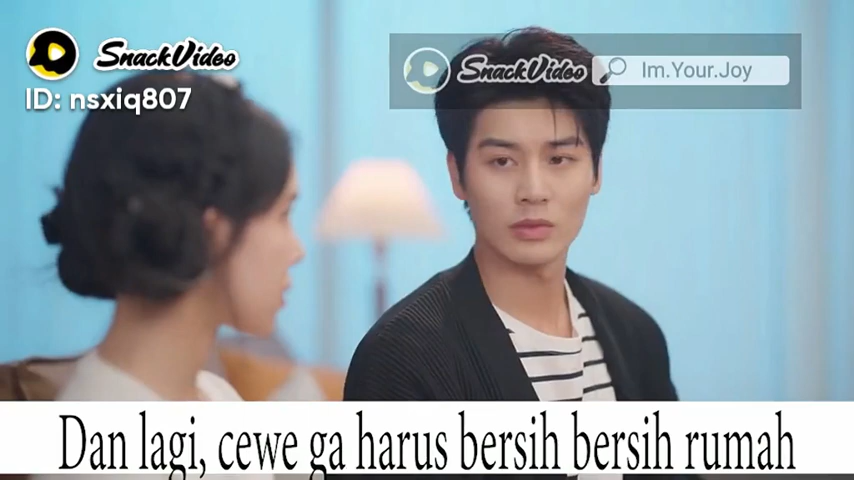 SnackVideo
ID: nsxiq807
SnackVideo Im.Your.Joy
Dan lagi, cewe ga harus bersih bersih rumah